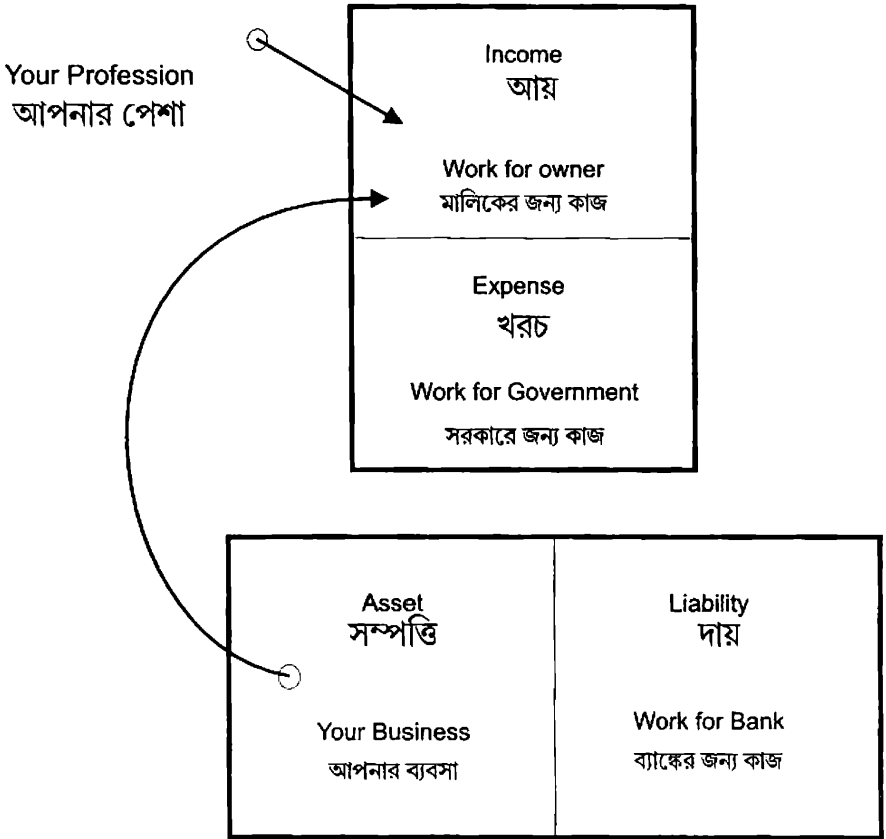 Your Profession
আপনার পেশা
Income
আয়
Work for owner
মালিকের জন্য কাজ
Expense
খরচ
Work for Government
সরকারে জন্য কাজ
Asset
সম্পত্তি
Your Business
আপনার ব্যবসা
Liability
দায়
Work for Bank
ব্যাঙ্কের জন্য কাজ